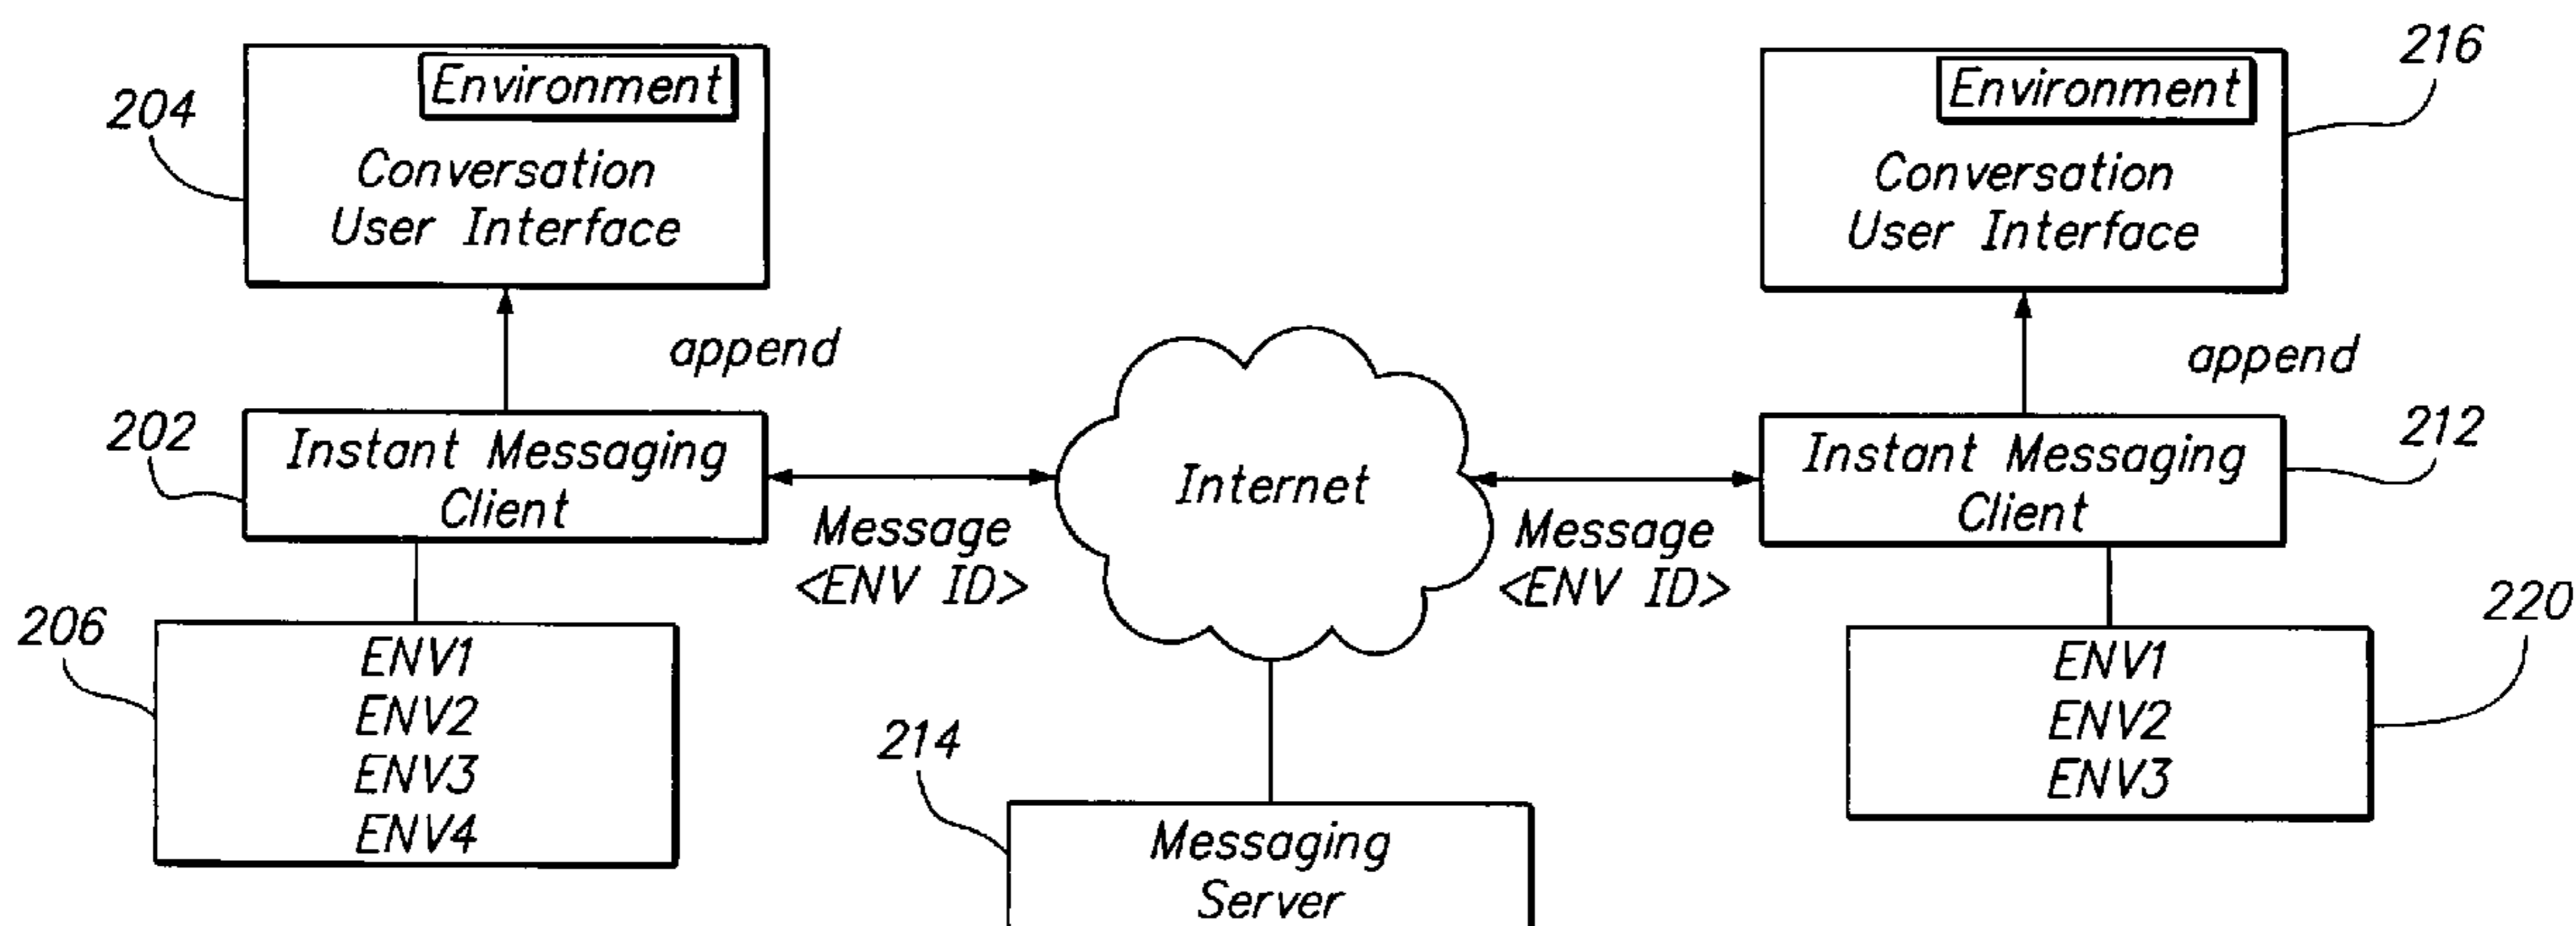 204
Environment
Conversation
User Interface
216
Environment
Conversation
User Interface
append
append
202
Instant Messaging
Client
Message
<ENV ID>
Internet
Message
<ENV ID>
212
Instant Messaging
Client
206
ENV1
ENV2
ENV3
ENV4
214
Messaging
Server
220
ENV1
ENV2
ENV3